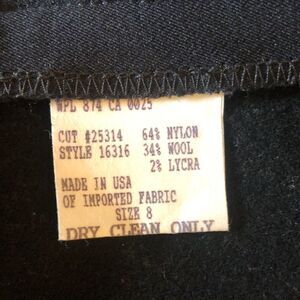 WPL 874 CA 0025
CUT #25314 64% NYLON
STYLE 16316 34% WOOL
2% LYCRA
MADE IN USA
OF IMPORTED FABRIC
SIZE 8
DRY CLEAN ONLY